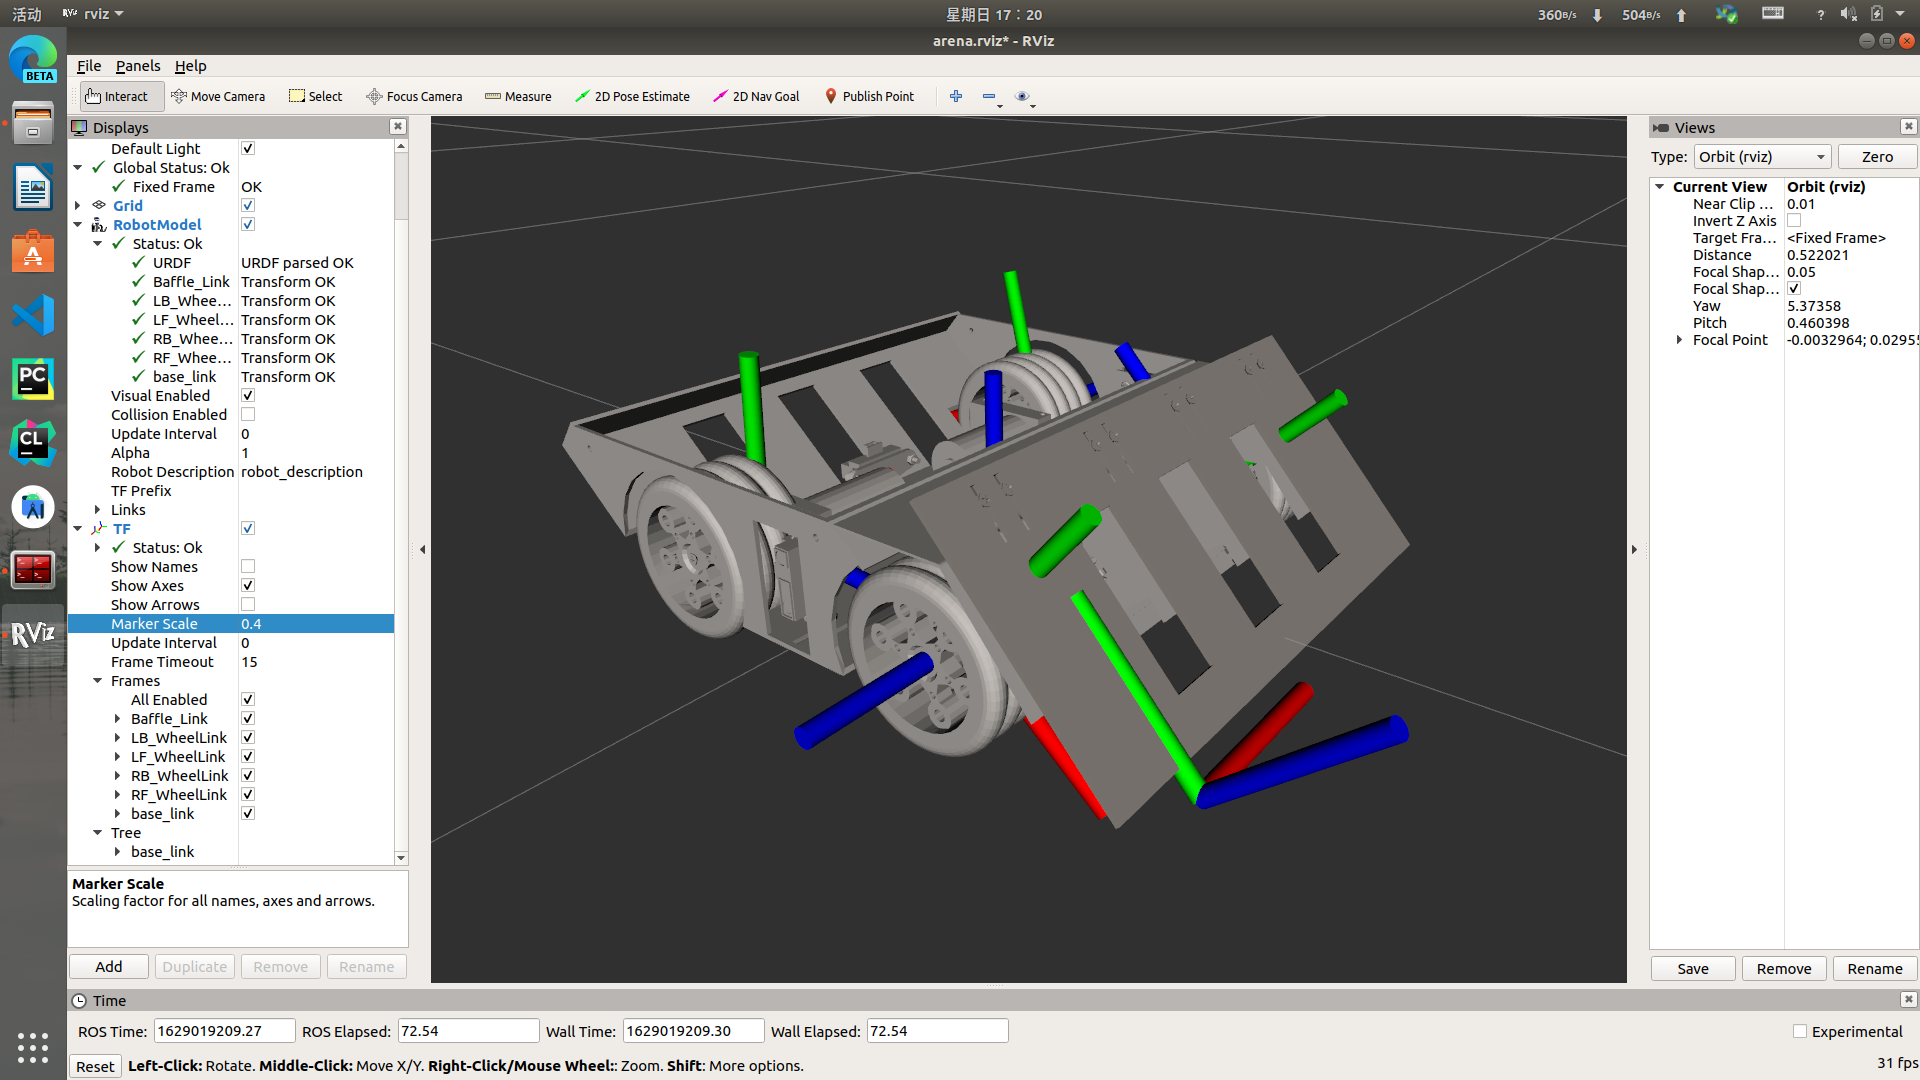 活动
rviz
星期日 17：20
360B/s
504B/s
?
arena.rviz* - RViz
File Panels Help
Interact
Move Camera
Select
Focus Camera
Measure
2D Pose Estimate
2D Nav Goal
Publish Point
BETA
A
PC
CL
AI
RViz
Displays
Default Light
Global Status: Ok
Fixed Frame OK
Grid
RobotModel
Status: Ok
URDF URDF parsed OK
Baffle_Link Transform OK
LB_Whee... Transform OK
LF_Wheel... Transform OK
RB_Whee... Transform OK
RF_Whee... Transform OK
base_link Transform OK
Visual Enabled
Collision Enabled
Update Interval 0
Alpha 1
Robot Description robot_description
TF Prefix
Links
TF
Status: Ok
Show Names
Show Axes
Show Arrows
Marker Scale 0.4
Update Interval 0
Frame Timeout 15
Frames
All Enabled
Baffle_Link
LB_WheelLink
LF_WheelLink
RB_WheelLink
RF_WheelLink
base_link
Tree
base_link
Marker Scale
Scaling factor for all names, axes and arrows.
Add Duplicate Remove Rename
Views
Type: Orbit (rviz) Zero
Current View Orbit (rviz)
Near Clip ... 0.01
Invert Z Axis
Target Fra... <Fixed Frame>
Distance 0.522021
Focal Shap... 0.05
Focal Shap...
Yaw 5.37358
Pitch 0.460398
Focal Point -0.0032964; 0.0295
Save Remove Rename
Time
ROS Time: 1629019209.27 ROS Elapsed: 72.54 Wall Time: 1629019209.30 Wall Elapsed: 72.54
Experimental
Reset Left-Click: Rotate. Middle-Click: Move X/Y. Right-Click/Mouse Wheel:: Zoom. Shift: More options.
31 fps